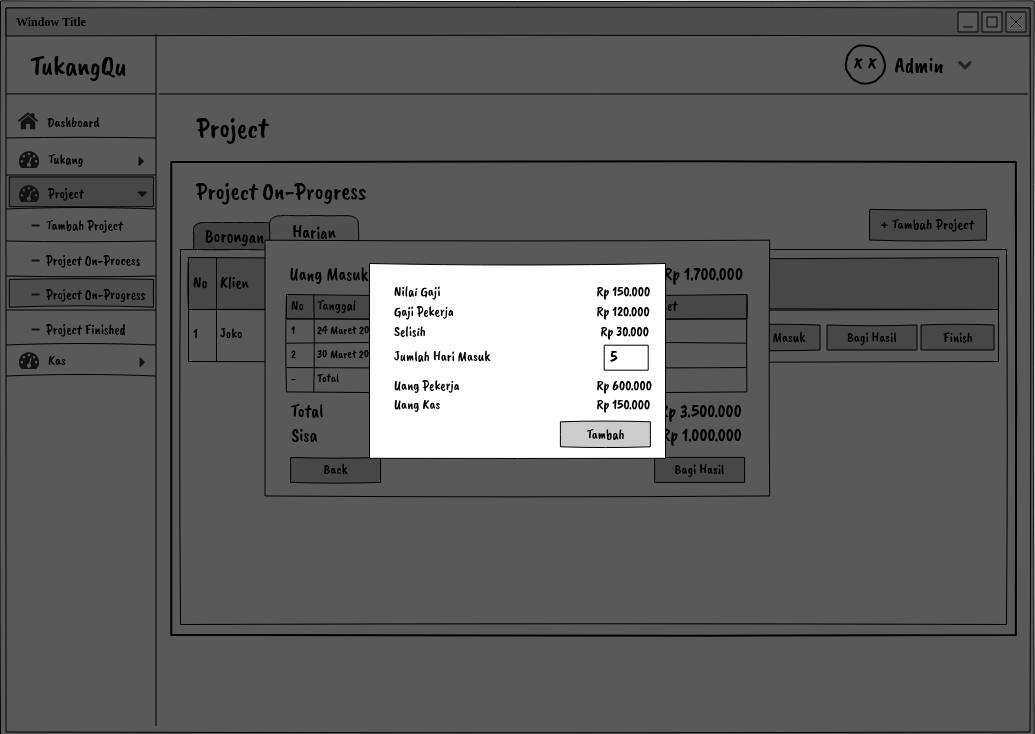 Window Title
TukangQu
Admin
Dashboard
Tukang
Project
– Tambah Project
– Project On-Process
– Project On-Progress
– Project Finished
Kas
Project
Project On-Progress
Borongan
Harian
+ Tambah Project
No Klien
1 Joko
Masuk
Bagi Hasil
Finish
Uang Masuk
Rp 1.700.000
No Tanggal
1 24 Maret 20
2 30 Maret 20
- Total
Total
Rp 3.500.000
Sisa
Rp 1.000.000
Back
Bagi Hasil
Nilai Gaji Rp 150.000
Gaji Pekerja Rp 120.000
Selisih Rp 30.000
Jumlah Hari Masuk 5
Uang Pekerja Rp 600.000
Uang Kas Rp 150.000
Tambah